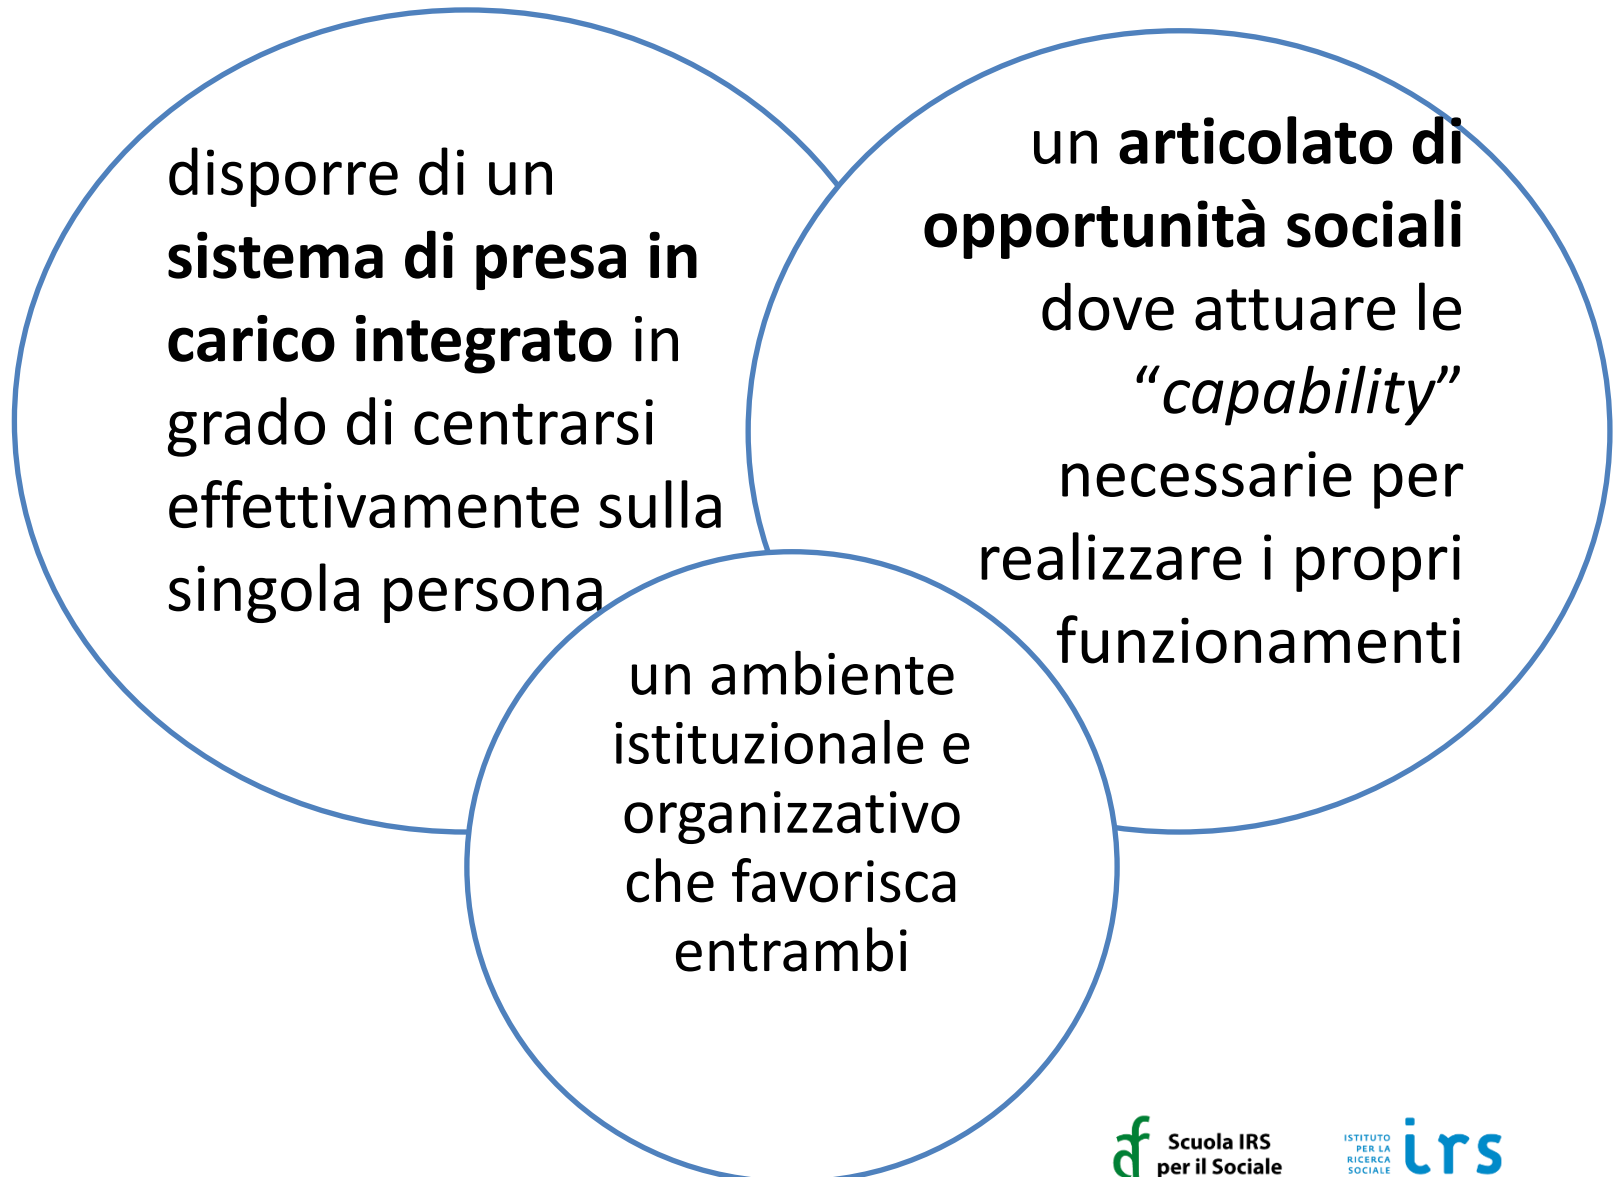 disporre di un
sistema di presa in
carico integrato in
grado di centrarsi
effettivamente sulla
singola persona
un articolato di
opportunità sociali
dove attuare le
“capability”
necessarie per
realizzare i propri
funzionamenti
un ambiente
istituzionale e
organizzativo
che favorisca
entrambi
Scuola IRS
per il Sociale
ISTITUTO
PER LA
RICERCA
SOCIALE
irs